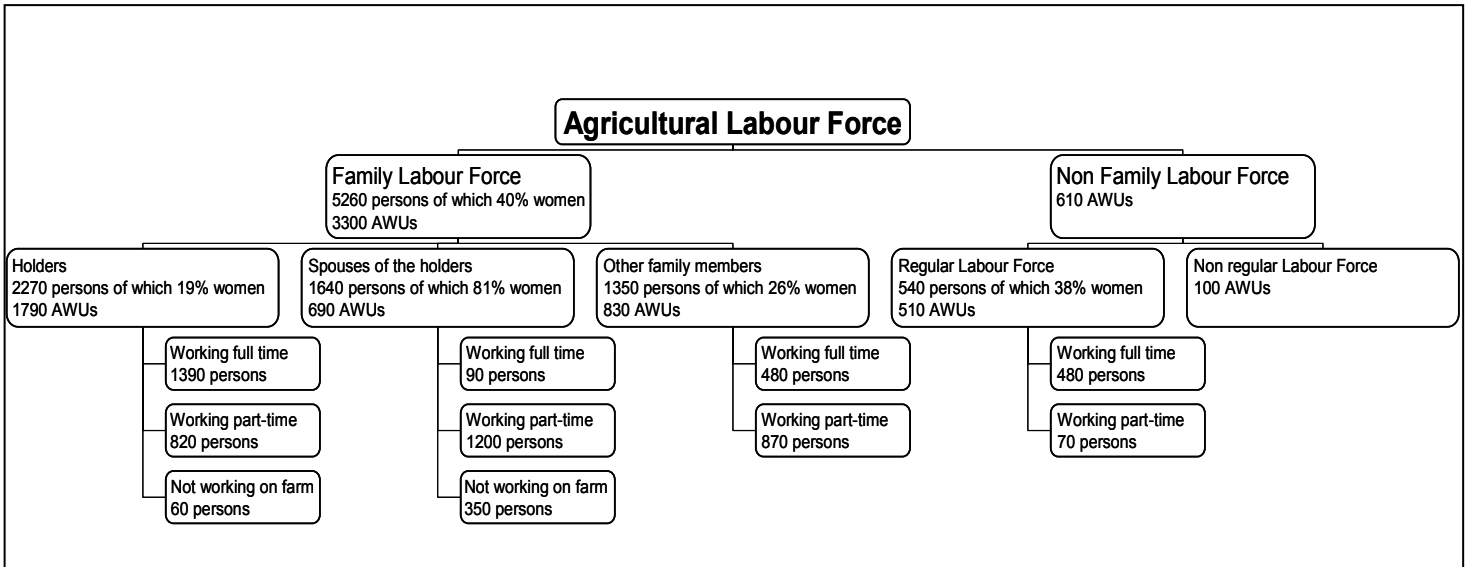 Agricultural Labour Force
Family Labour Force
5260 persons of which 40% women
3300 AWUs
Non Family Labour Force
610 AWUs
Holders
2270 persons of which 19% women
1790 AWUs
Spouses of the holders
1640 persons of which 81% women
690 AWUs
Other family members
1350 persons of which 26% women
830 AWUs
Regular Labour Force
540 persons of which 38% women
510 AWUs
Non regular Labour Force
100 AWUs
Working full time
1390 persons
Working full time
90 persons
Working full time
480 persons
Working full time
480 persons
Working part-time
820 persons
Working part-time
1200 persons
Working part-time
870 persons
Working part-time
70 persons
Not working on farm
60 persons
Not working on farm
350 persons